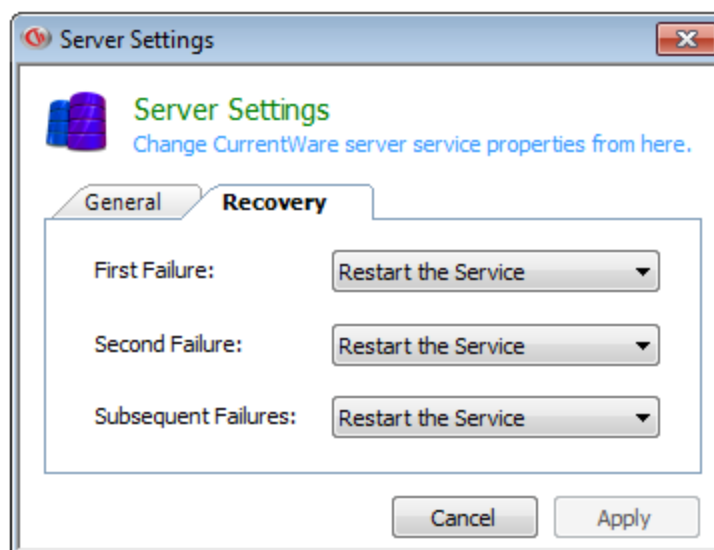 Server Settings
Server Settings
Change CurrentWare server service properties from here.
General Recovery
First Failure: Restart the Service
Second Failure: Restart the Service
Subsequent Failures: Restart the Service
Cancel Apply